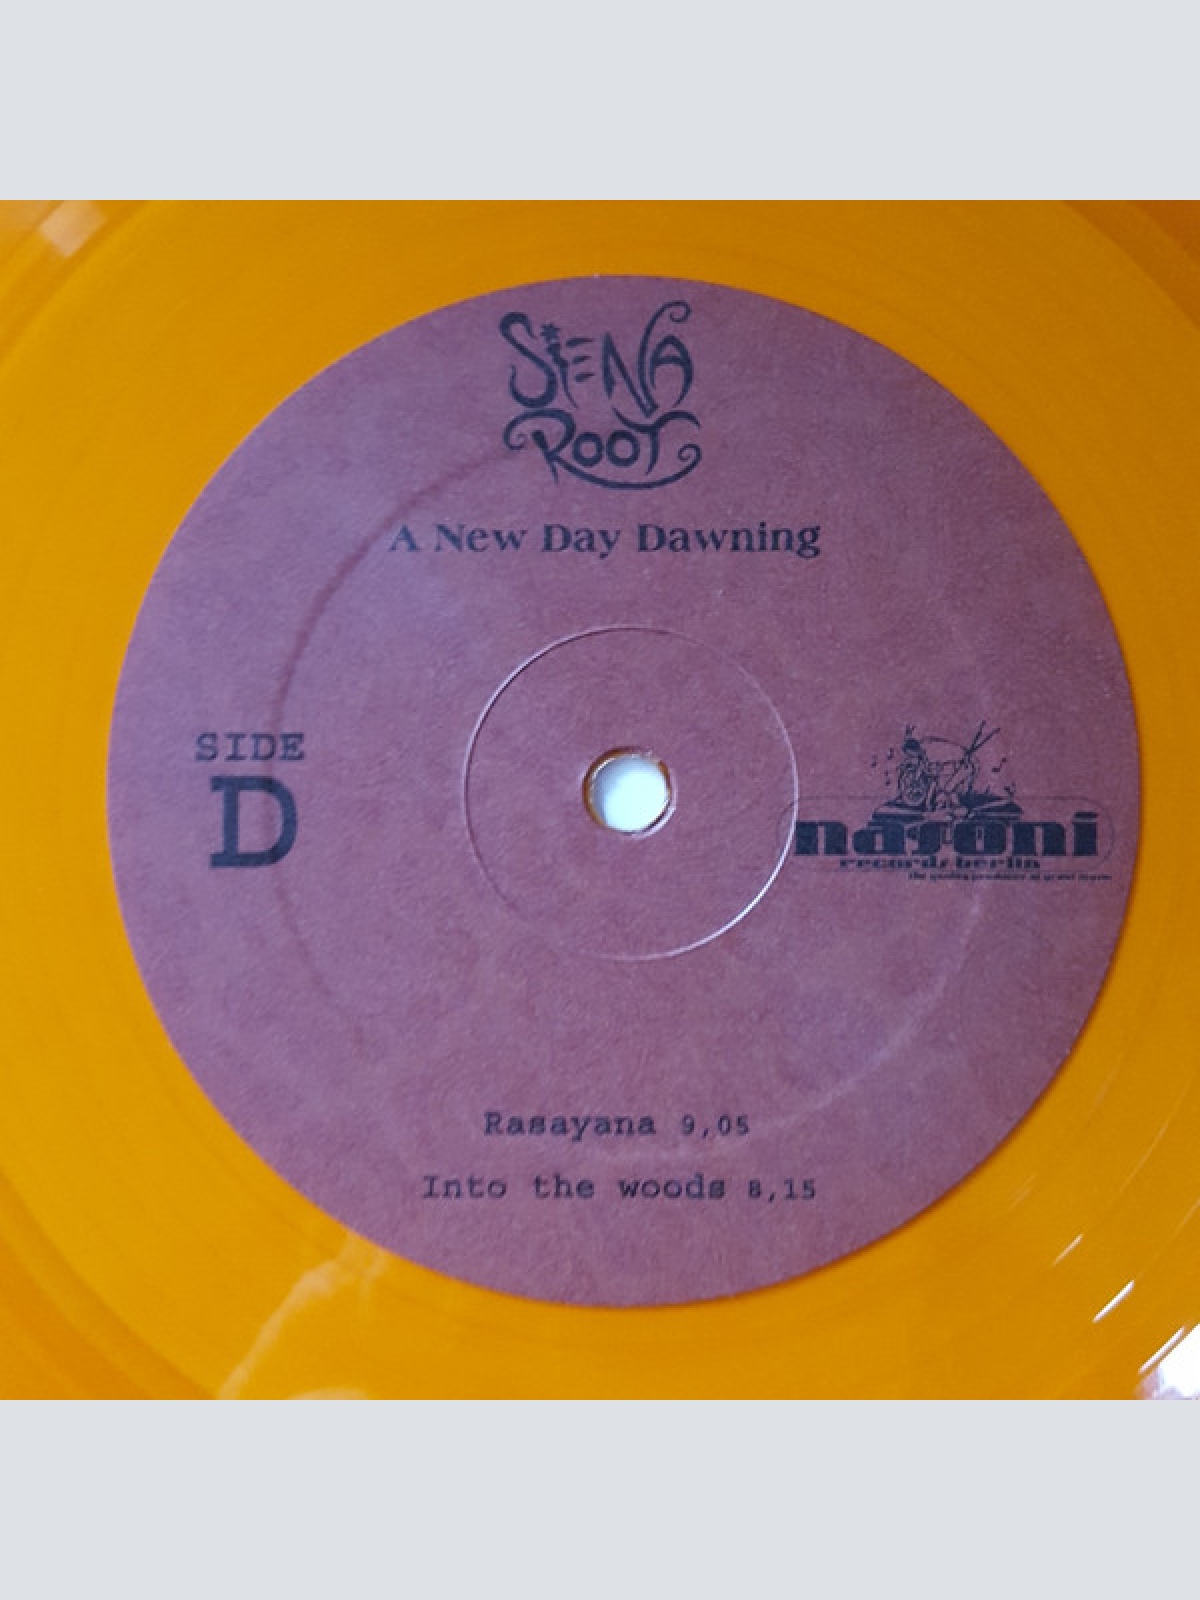 SIENA
ROOT
A New Day Dawning
SIDE
D
nasoni
records berlin
Rasayana 9,05
Into the woods 8,15